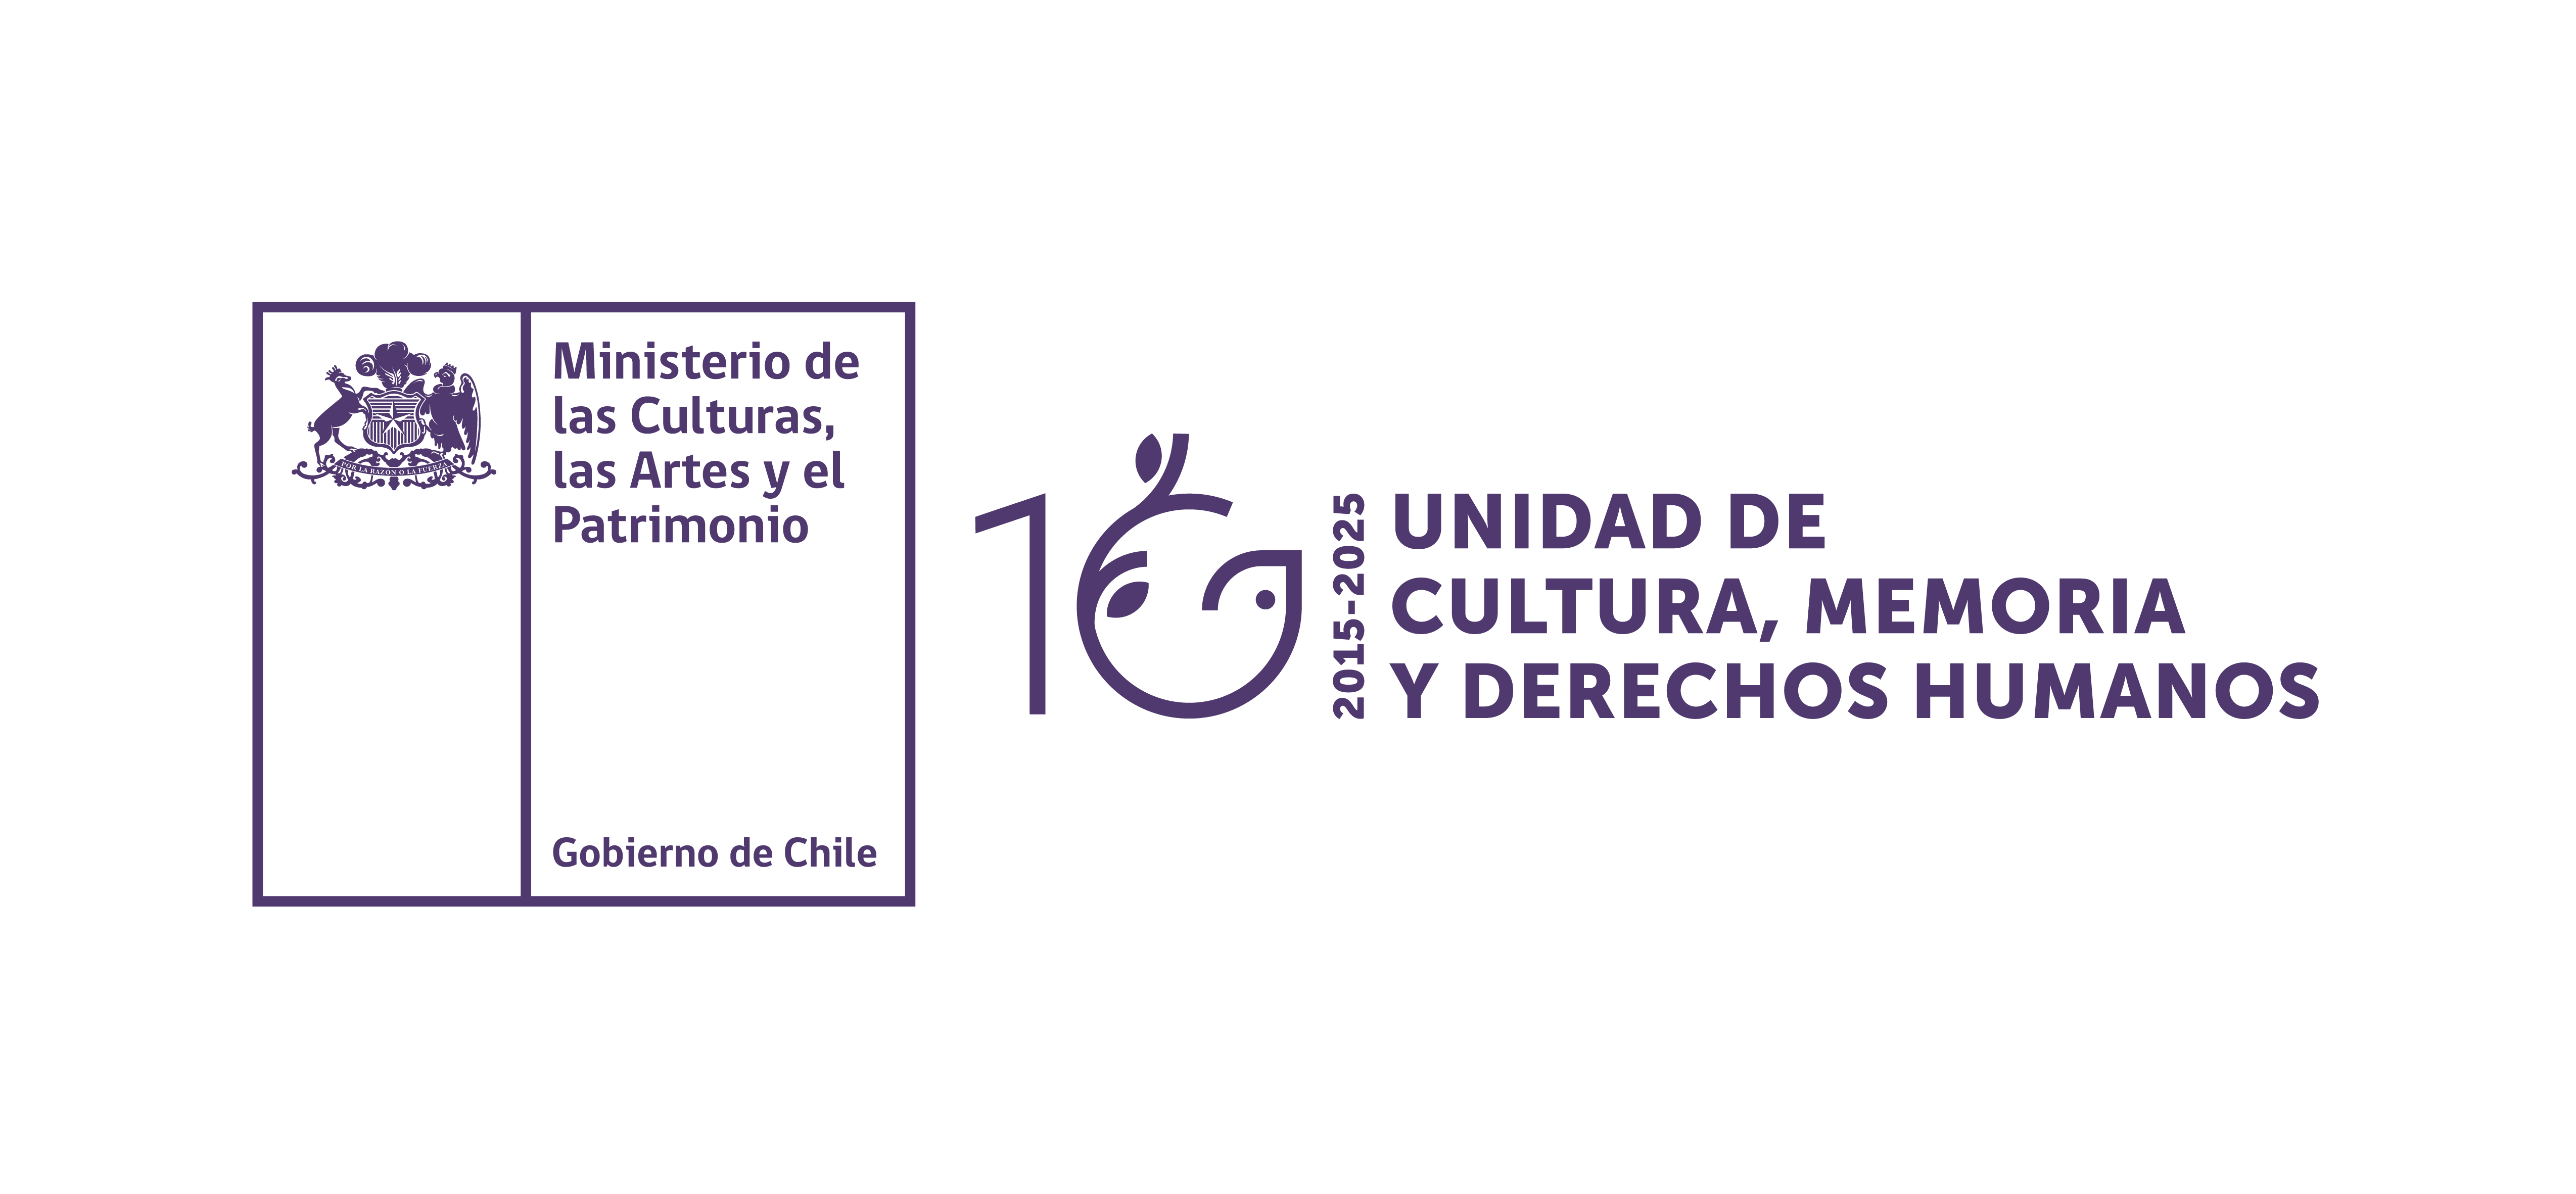 POR LA RAZÓN O LA FUERZA
Ministerio de
las Culturas,
las Artes y el
Patrimonio
Gobierno de Chile
10
2015-2025
UNIDAD DE
CULTURA, MEMORIA
Y DERECHOS HUMANOS